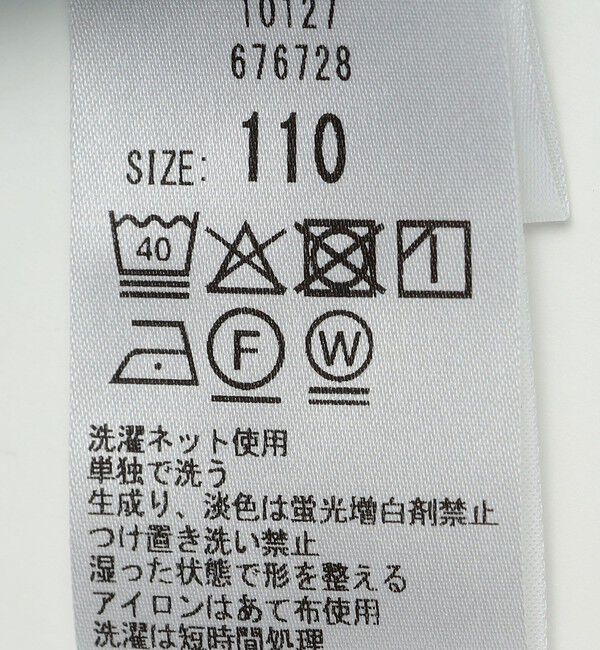 10127
676728
SIZE: 110
40
F W
洗濯ネット使用
単独で洗う
生成り、淡色は蛍光増白剤禁止
つけ置き洗い禁止
湿った状態で形を整える
アイロンはあて布使用
洗濯は短時間処理